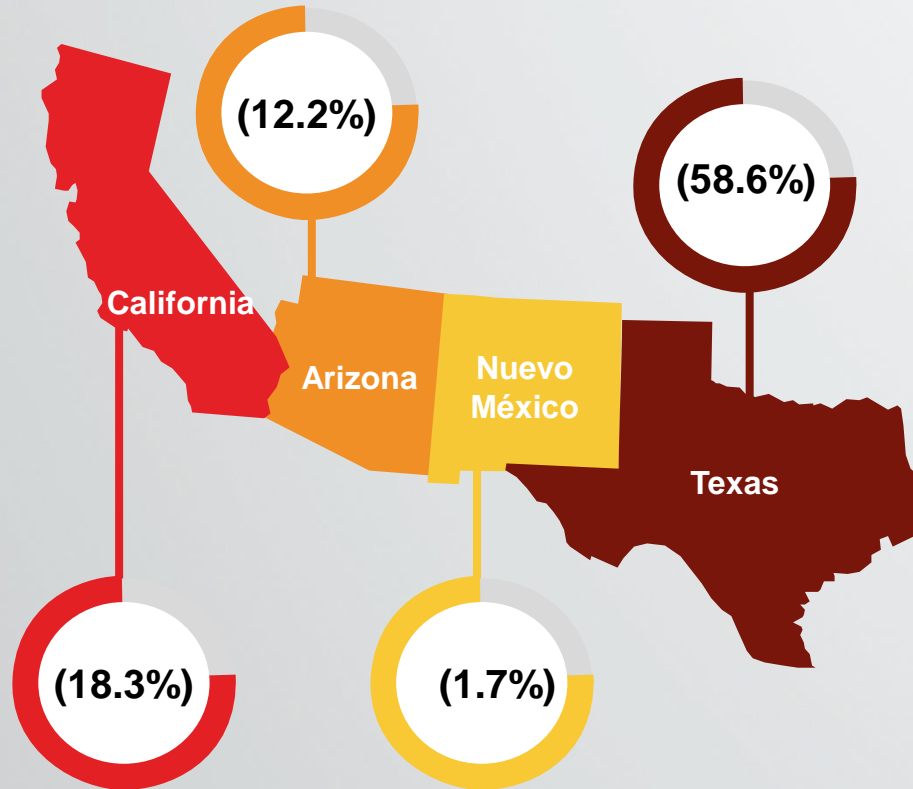 (12.2%)
(58.6%)
California
Arizona
Nuevo
México
Texas
(18.3%)
(1.7%)